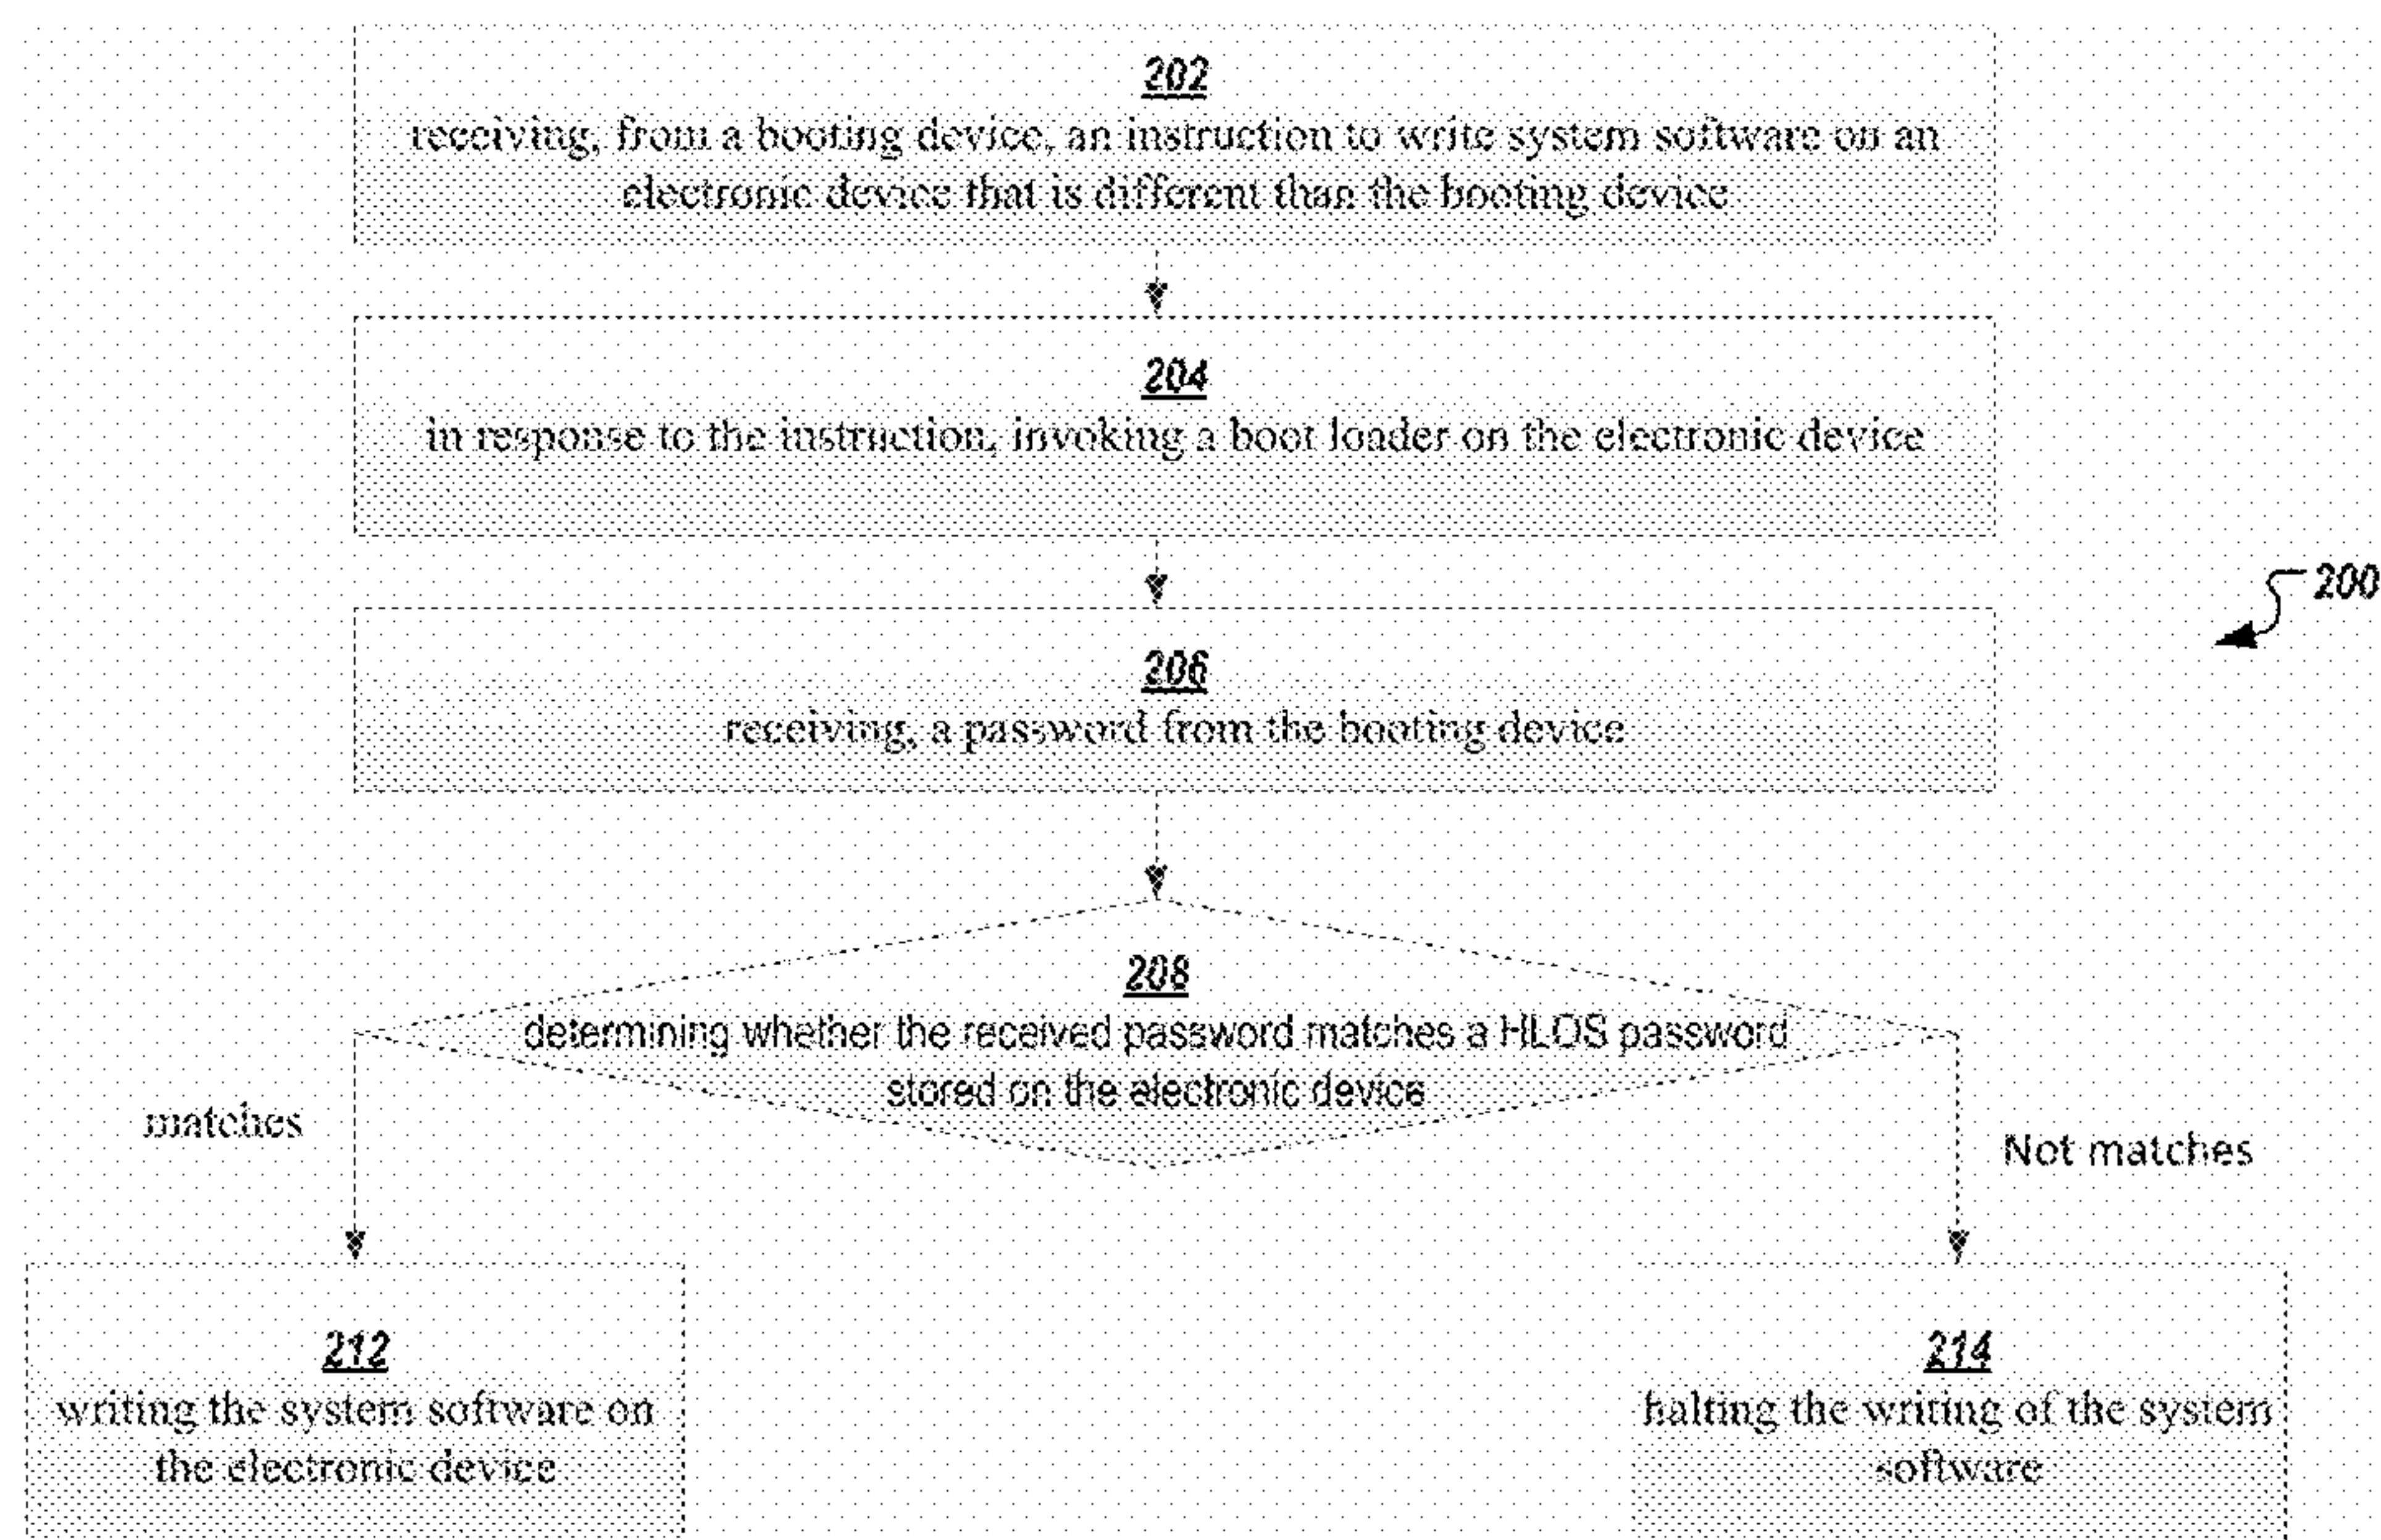 202
receiving, from a booting device, an instruction to write system software on an
electronic device that is different than the booting device
204
in response to the instruction, invoking a boot loader on the electronic device
200
206
receiving, a password from the booting device
208
determining whether the received password matches a HLOS password
stored on the electronic device
matches
Not matches
212
writing the system software on
the electronic device
214
halting the writing of the system
software